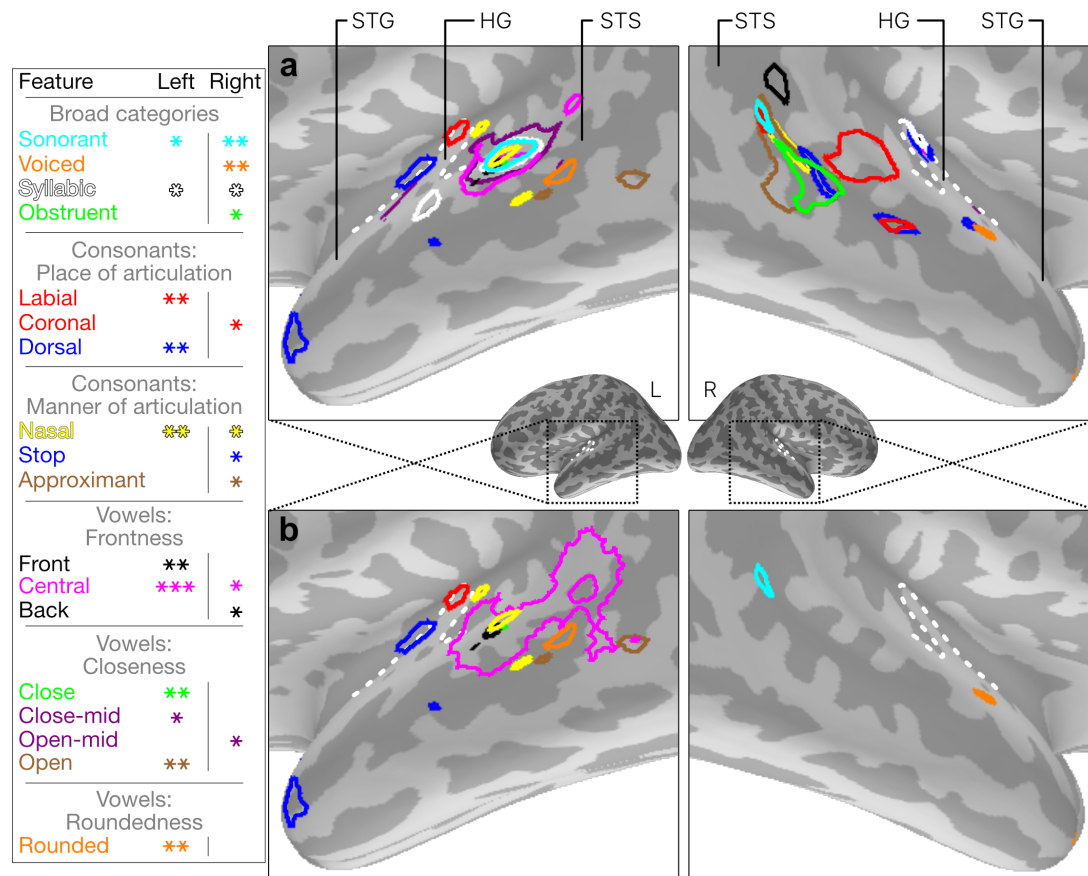 STG HG STS STS HG STG
a
Feature Left Right
Broad categories
Sonorant * **
Voiced **
Syllabic * *
Obstruent *
Consonants:
Place of articulation
Labial **
Coronal *
Dorsal **
Consonants:
Manner of articulation
Nasal ** *
Stop *
Approximant *
Vowels:
Frontness
Front **
Central *** *
Back *
Vowels:
Closeness
Close **
Close-mid *
Open-mid *
Open **
Vowels:
Roundedness
Rounded **
L R
b